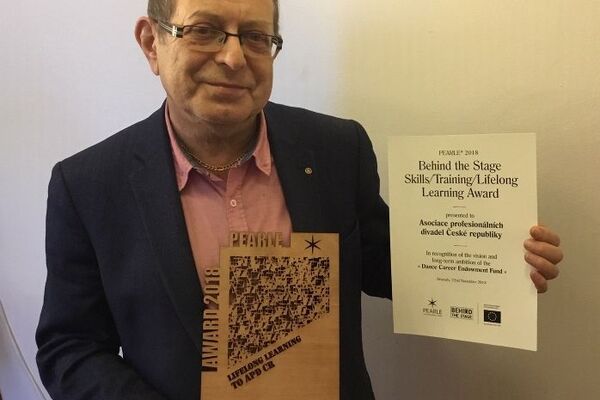 PEARLE* 2018
Behind the Stage
Skills/Training/Lifelong
Learning Award
presented to
Asociace profesionálních
divadel České republiky
In recognition of the vision and
long-term ambition of the
« Dance Career Endowment Fund »
PEARLE
BEHIND
THE STAGE
PEARLE
AWARD 2018
LIFELONG LEARNING
TO APD CR